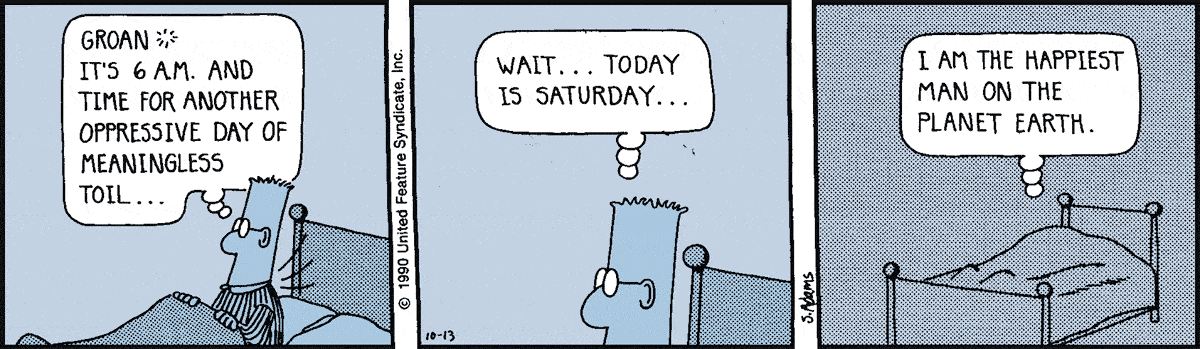 GROAN
IT'S 6 A.M. AND
TIME FOR ANOTHER
OPPRESSIVE DAY OF
MEANINGLESS
TOIL...
© 1990 United Feature Syndicate, Inc.
WAIT... TODAY
IS SATURDAY...
10-13
S. Adams
I AM THE HAPPIEST
MAN ON THE
PLANET EARTH.